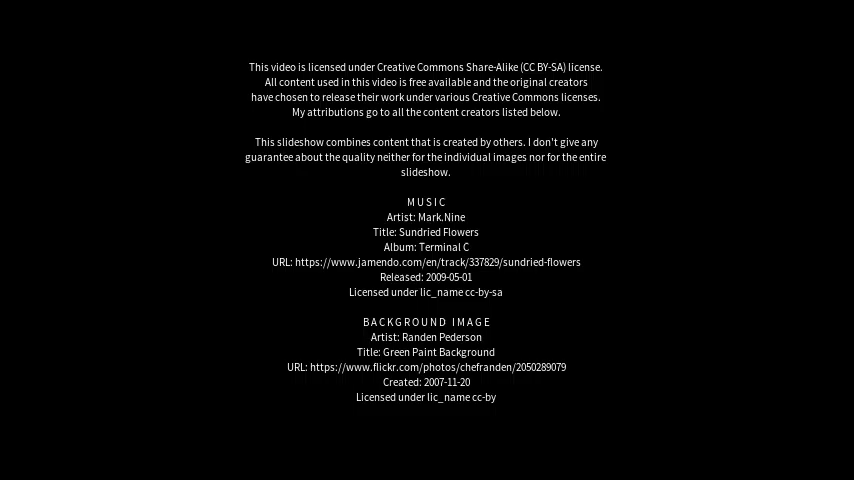 This video is licensed under Creative Commons Share-Alike (CC BY-SA) license.
All content used in this video is free available and the original creators
have chosen to release their work under various Creative Commons licenses.
My attributions go to all the content creators listed below.
This slideshow combines content that is created by others. I don't give any
guarantee about the quality neither for the individual images nor for the entire
slideshow.
MUSIC
Artist: Mark.Nine
Title: Sundried Flowers
Album: Terminal C
URL: https://www.jamendo.com/en/track/337829/sundried-flowers
Released: 2009-05-01
Licensed under lic_name cc-by-sa
BACKGROUND IMAGE
Artist: Randen Pederson
Title: Green Paint Background
URL: https://www.flickr.com/photos/chefranden/2050289079
Created: 2007-11-20
Licensed under lic_name cc-by